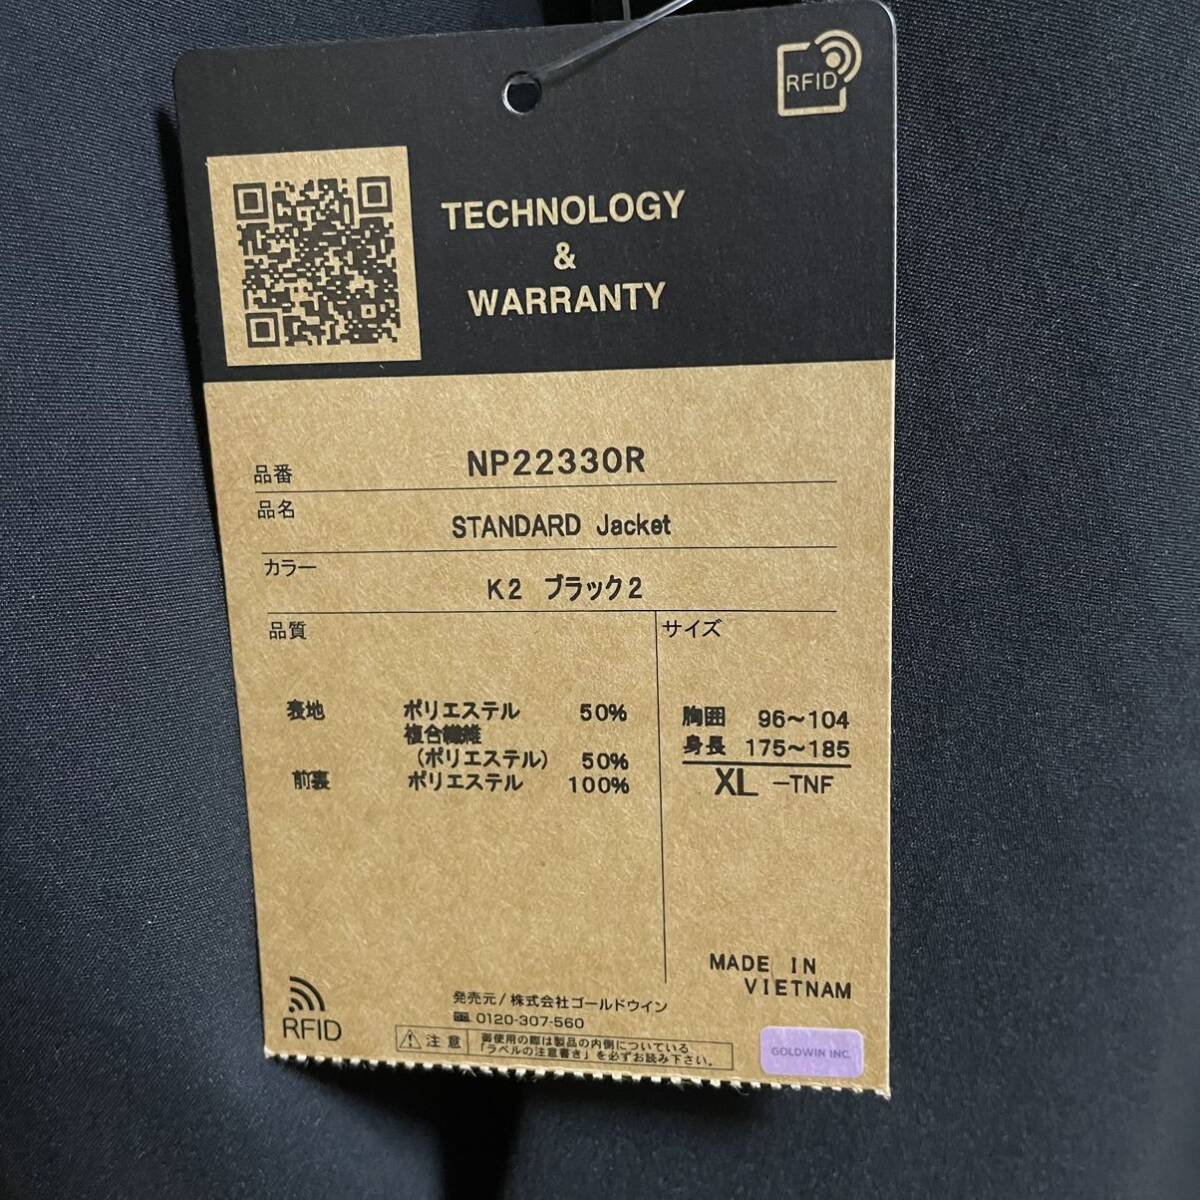 RFID
TECHNOLOGY
&
WARRANTY
品番 NP22330R
品名 STANDARD Jacket
カラー K2 ブラック2
品質
表地 ポリエステル 50%
複合繊維
(ポリエステル) 50%
前裏 ポリエステル 100%
サイズ
胸囲 96～104
身長 175～185
XL -TNF
MADE IN
VIETNAM
RFID
発売元/株式会社ゴールドウイン
0120-307-560
注意
御使用の際は製品の内側についている
「ラベルの注意書き」を必ずお読み下さい。
GOLDWIN INC.